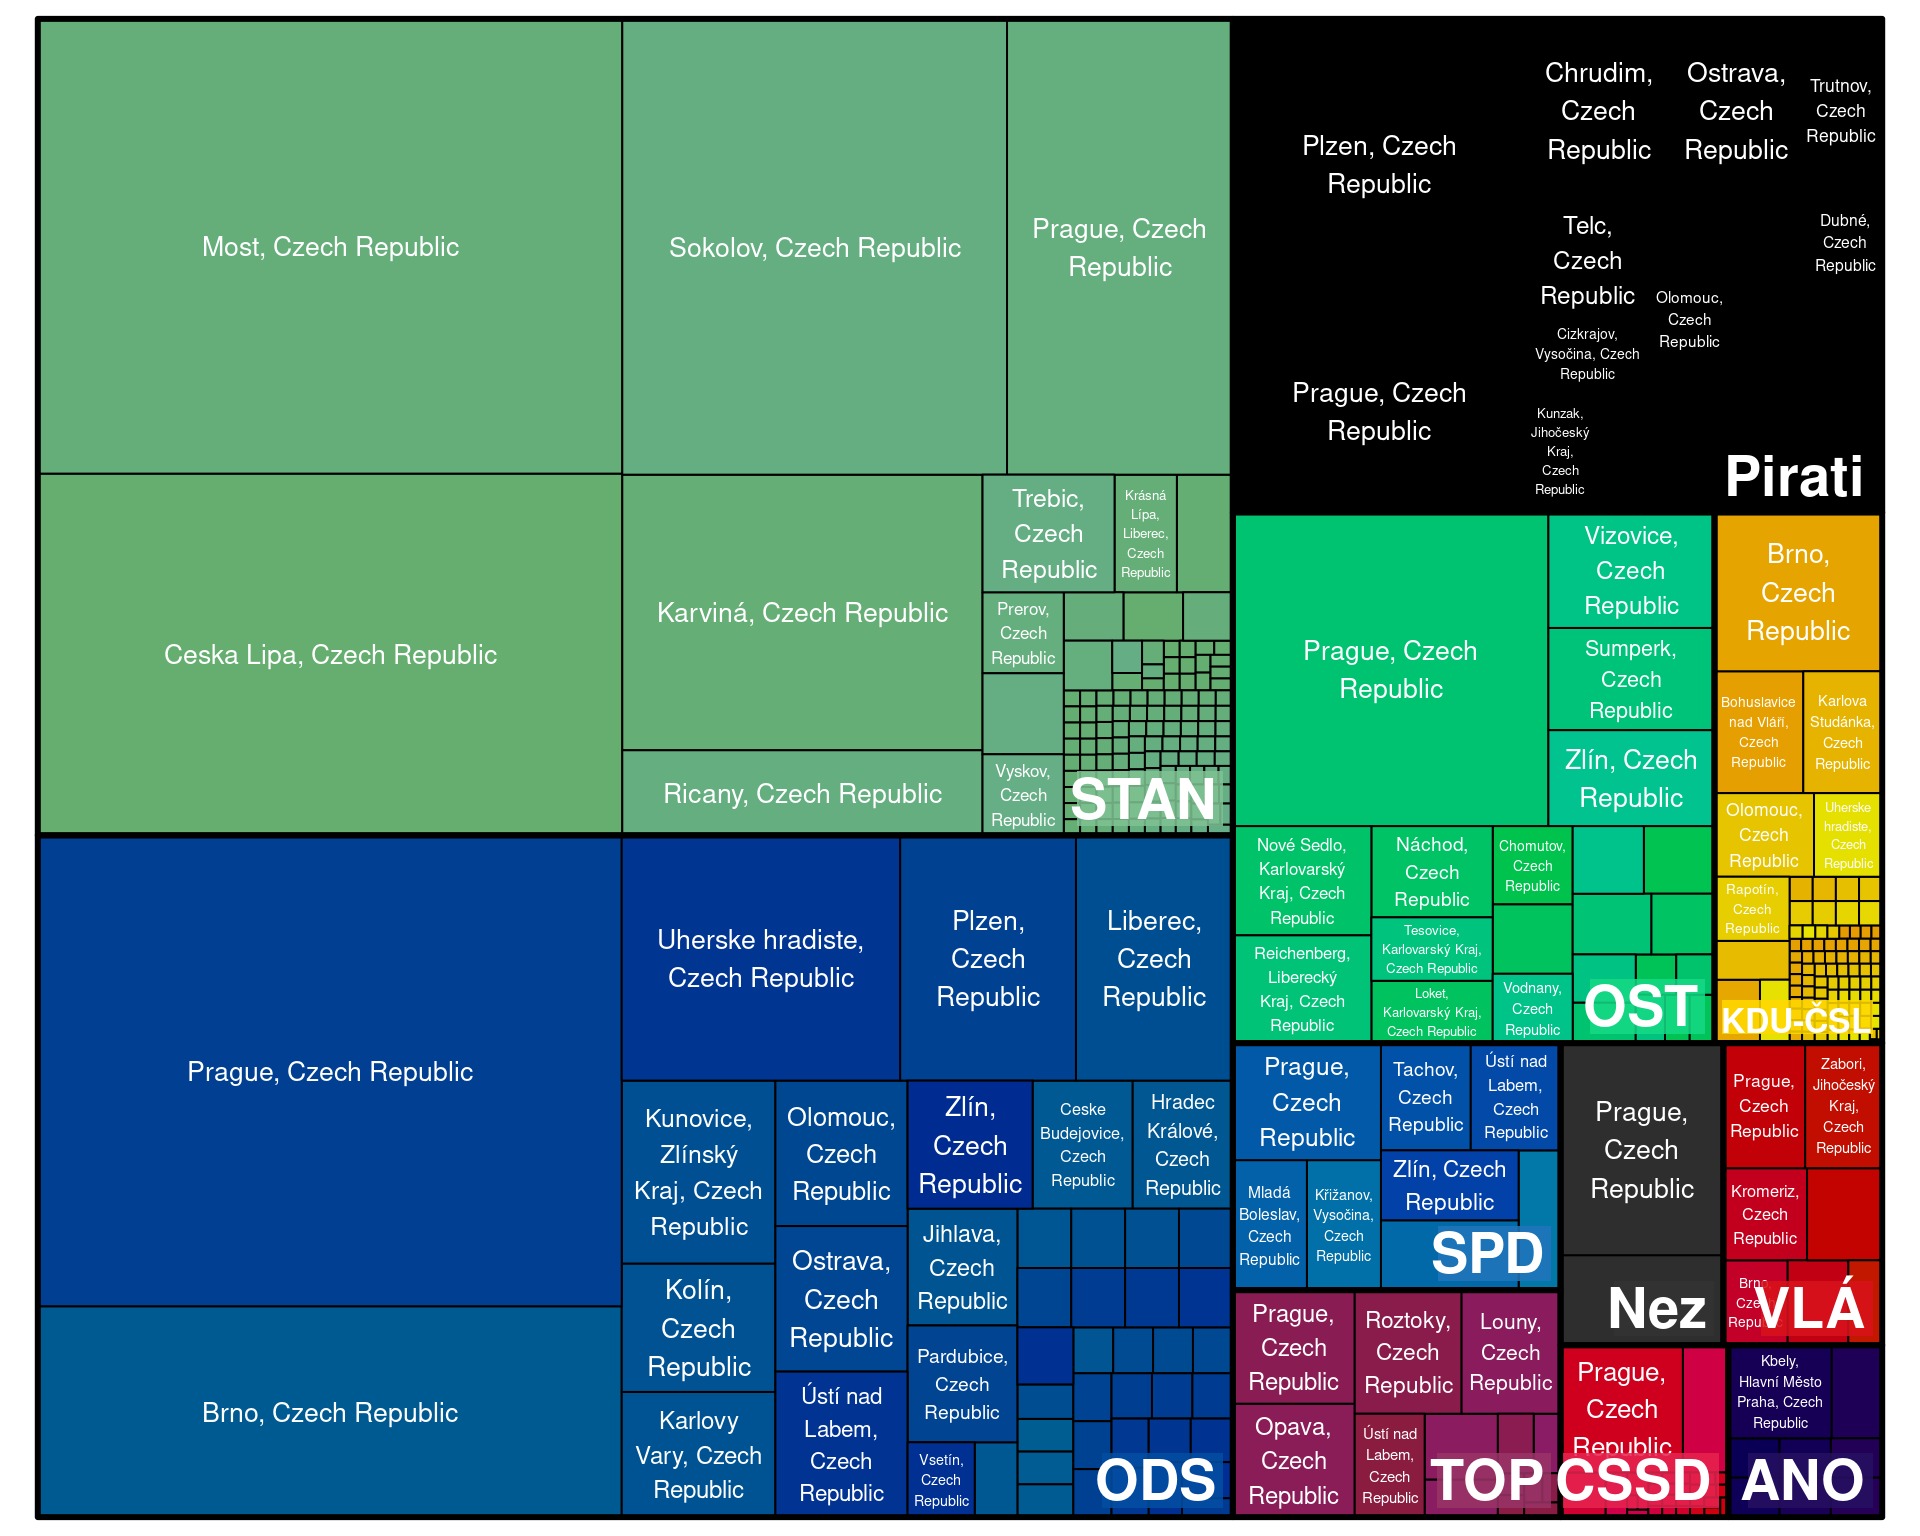 Most, Czech Republic
Sokolov, Czech Republic
Prague, Czech
Republic
Ceska Lipa, Czech Republic
Karviná, Czech Republic
Ricany, Czech Republic
Trebic,
Czech
Republic
Krásná
Lípa,
Liberec,
Czech
Republic
Prerov,
Czech
Republic
Vyskov,
Czech
Republic
STAN
Plzen, Czech
Republic
Prague, Czech
Republic
Chrudim,
Czech
Republic
Ostrava,
Czech
Republic
Trutnov,
Czech
Republic
Telc,
Czech
Republic
Dubné,
Czech
Republic
Olomouc,
Czech
Republic
Cizkrajov,
Vysočina, Czech
Republic
Kunzak,
Jihočeský
Kraj,
Czech
Republic
Pirati
Prague, Czech
Republic
Vizovice,
Czech
Republic
Sumperk,
Czech
Republic
Zlín, Czech
Republic
Nové Sedlo,
Karlovarský
Kraj, Czech
Republic
Reichenberg,
Liberecký
Kraj, Czech
Republic
Náchod,
Czech
Republic
Tesovice,
Karlovarský Kraj,
Czech Republic
Loket,
Karlovarský Kraj,
Czech Republic
Chomutov,
Czech
Republic
Vodnany,
Czech
Republic
OST
Brno,
Czech
Republic
Bohuslavice
nad Vláří,
Czech
Republic
Karlova
Studánka,
Czech
Republic
Olomouc,
Czech
Republic
Uherske
hradiste,
Czech
Republic
Rapotín,
Czech
Republic
KDU-ČSL
Prague, Czech Republic
Brno, Czech Republic
Uherske hradiste,
Czech Republic
Plzen,
Czech
Republic
Liberec,
Czech
Republic
Kunovice,
Zlínský
Kraj, Czech
Republic
Kolín,
Czech
Republic
Karlovy
Vary, Czech
Republic
Olomouc,
Czech
Republic
Ostrava,
Czech
Republic
Ústí nad
Labem,
Czech
Republic
Zlín,
Czech
Republic
Ceske
Budejovice,
Czech
Republic
Hradec
Králové,
Czech
Republic
Jihlava,
Czech
Republic
Pardubice,
Czech
Republic
Vsetín,
Czech
Republic
ODS
Prague,
Czech
Republic
Tachov,
Czech
Republic
Ústí nad
Labem,
Czech
Republic
Mladá
Boleslav,
Czech
Republic
Křižanov,
Vysočina,
Czech
Republic
Zlín, Czech
Republic
SPD
Prague,
Czech
Republic
Nez
Prague,
Czech
Republic
Zabori,
Jihočeský
Kraj,
Czech
Republic
Kromeriz,
Czech
Republic
Brno,
VLÁ
Prague,
Czech
Republic
Roztoky,
Czech
Republic
Louny,
Czech
Republic
Opava,
Czech
Republic
Ústí nad
Labem,
Czech
Republic
TOP
Prague,
Czech
Republic
CSSD
Kbely,
Hlavní Město
Praha, Czech
Republic
ANO